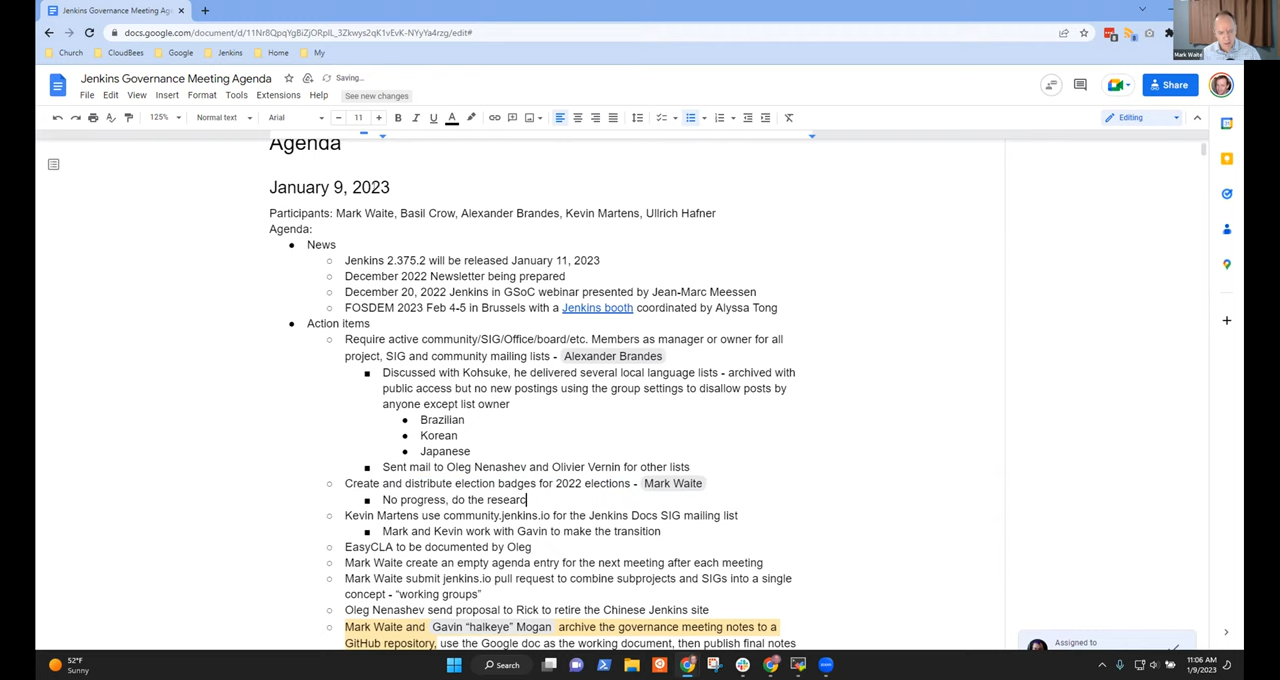 Jenkins Governance Meeting Ag
docs.google.com/document/d/11Nr8QpqYgBiZjORpIL_3Zkwys2qK1vEvK-NYyYa4rzg/edit#
Church
CloudBees
Google
Jenkins
Home
My
Mark Waite
Jenkins Governance Meeting Agenda
Saving...
File Edit View Insert Format Tools Extensions Help
See new changes
Share
125%
Normal text
Arial
11
Editing
Agenda
January 9, 2023
Participants: Mark Waite, Basil Crow, Alexander Brandes, Kevin Martens, Ullrich Hafner
Agenda:
News
Jenkins 2.375.2 will be released January 11, 2023
December 2022 Newsletter being prepared
December 20, 2022 Jenkins in GSoC webinar presented by Jean-Marc Meessen
FOSDEM 2023 Feb 4-5 in Brussels with a Jenkins booth coordinated by Alyssa Tong
Action items
Require active community/SIG/Office/board/etc. Members as manager or owner for all
project, SIG and community mailing lists - Alexander Brandes
Discussed with Kohsuke, he delivered several local language lists - archived with
public access but no new postings using the group settings to disallow posts by
anyone except list owner
Brazilian
Korean
Japanese
Sent mail to Oleg Nenashev and Olivier Vernin for other lists
Create and distribute election badges for 2022 elections - Mark Waite
No progress, do the researc
Kevin Martens use community.jenkins.io for the Jenkins Docs SIG mailing list
Mark and Kevin work with Gavin to make the transition
EasyCLA to be documented by Oleg
Mark Waite create an empty agenda entry for the next meeting after each meeting
Mark Waite submit jenkins.io pull request to combine subprojects and SIGs into a single
concept - “working groups”
Oleg Nenashev send proposal to Rick to retire the Chinese Jenkins site
Mark Waite and Gavin “halkeye” Mogan archive the governance meeting notes to a
GitHub repository, use the Google doc as the working document, then publish final notes
Assigned to
52°F
Sunny
Search
11:06 AM
1/9/2023